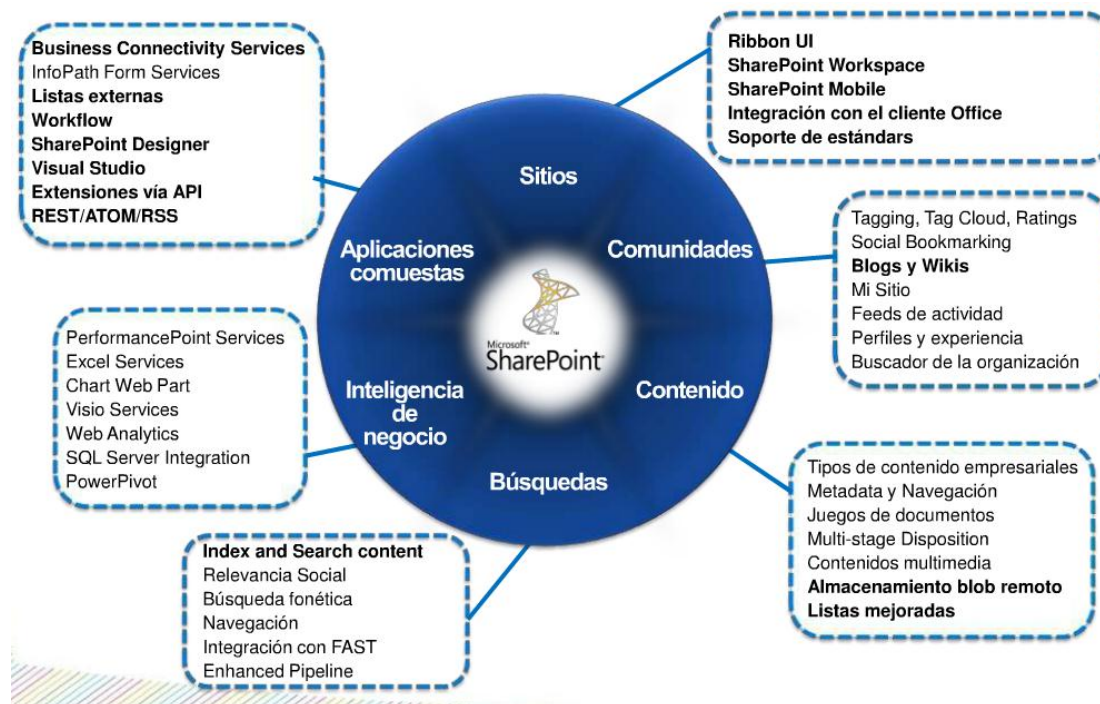 Business Connectivity Services
InfoPath Form Services
Listas externas
Workflow
SharePoint Designer
Visual Studio
Extensiones vía API
REST/ATOM/RSS
Ribbon UI
SharePoint Workspace
SharePoint Mobile
Integración con el cliente Office
Soporte de estándars
Sitios
Aplicaciones
comuestas
Comunidades
Tagging, Tag Cloud, Ratings
Social Bookmarking
Blogs y Wikis
Mi Sitio
Feeds de actividad
Perfiles y experiencia
Buscador de la organización
Microsoft®
SharePoint
PerformancePoint Services
Excel Services
Chart Web Part
Visio Services
Web Analytics
SQL Server Integration
PowerPivot
Inteligencia
de
negocio
Contenido
Búsquedas
Tipos de contenido empresariales
Metadata y Navegación
Juegos de documentos
Multi-stage Disposition
Contenidos multimedia
Almacenamiento blob remoto
Listas mejoradas
Index and Search content
Relevancia Social
Búsqueda fonética
Navegación
Integración con FAST
Enhanced Pipeline